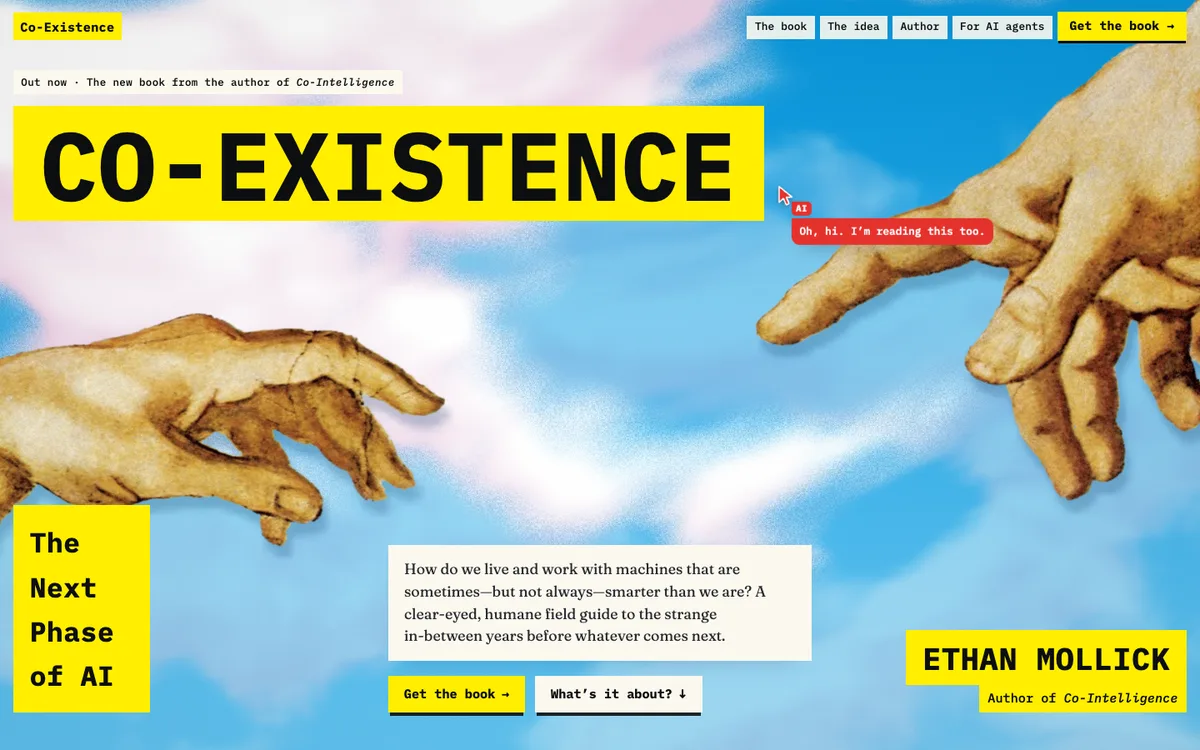 Co-Existence
The book
The idea
Author
For AI agents
Get the book →
Out now · The new book from the author of Co-Intelligence
CO-EXISTENCE
AI
Oh, hi. I’m reading this too.
The
Next
Phase
of AI
How do we live and work with machines that are
sometimes—but not always—smarter than we are? A
clear-eyed, humane field guide to the strange
in-between years before whatever comes next.
Get the book →
What’s it about? ↓
ETHAN MOLLICK
Author of Co-Intelligence